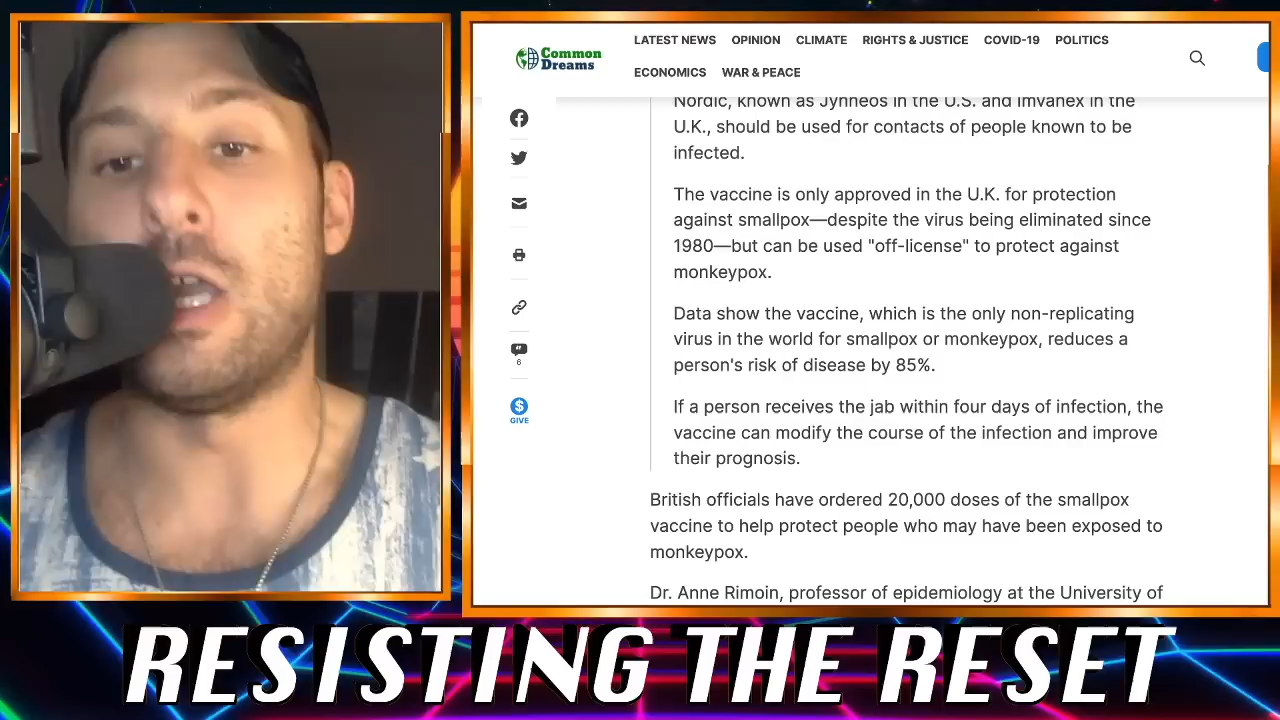 Common
Dreams
LATEST NEWS OPINION CLIMATE RIGHTS & JUSTICE COVID-19 POLITICS
ECONOMICS WAR & PEACE
Nordic, known as Jynneos in the U.S. and Imvanex in the
U.K., should be used for contacts of people known to be
infected.
The vaccine is only approved in the U.K. for protection
against smallpox—despite the virus being eliminated since
1980—but can be used "off-license" to protect against
monkeypox.
Data show the vaccine, which is the only non-replicating
virus in the world for smallpox or monkeypox, reduces a
person's risk of disease by 85%.
If a person receives the jab within four days of infection, the
vaccine can modify the course of the infection and improve
their prognosis.
British officials have ordered 20,000 doses of the smallpox
vaccine to help protect people who may have been exposed to
monkeypox.
Dr. Anne Rimoin, professor of epidemiology at the University of
6
GIVE
RESISTING THE RESET